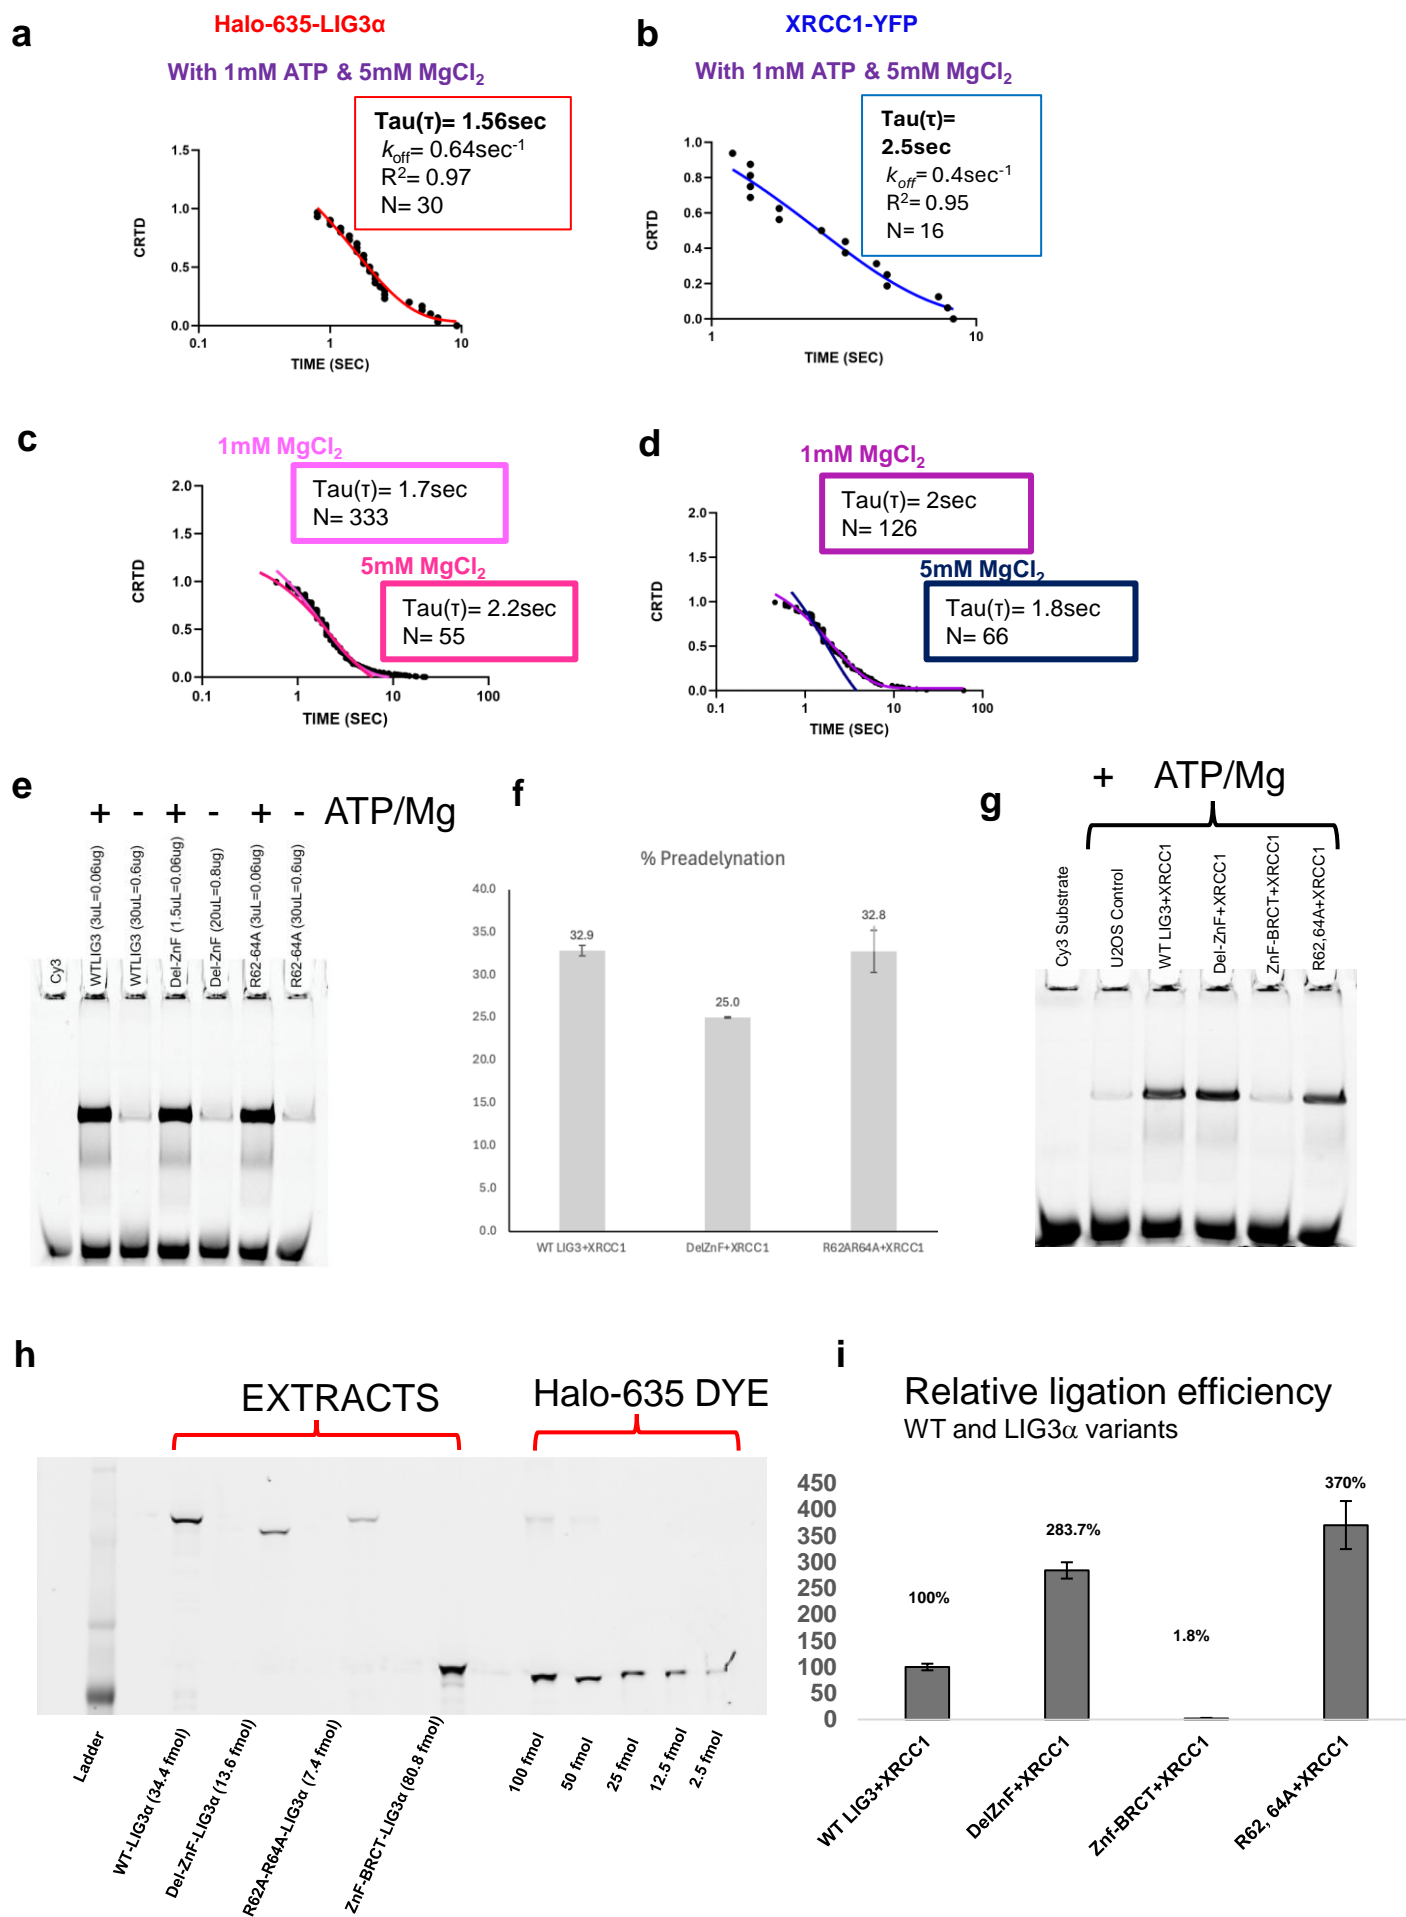 a
Halo-635-LIG3α
With 1mM ATP & 5mM MgCl₂
Tau(τ)= 1.56sec
koff= 0.64sec⁻¹
R²= 0.97
N= 30
1.5
1.0
0.5
0.0
CRTD
0.1
1
10
TIME (SEC)
b
XRCC1-YFP
With 1mM ATP & 5mM MgCl₂
Tau(τ)=
2.5sec
koff= 0.4sec⁻¹
R²= 0.95
N= 16
1.0
0.8
0.6
0.4
0.2
0.0
CRTD
1
10
TIME (SEC)
c
1mM MgCl₂
Tau(τ)= 1.7sec
N= 333
5mM MgCl₂
Tau(τ)= 2.2sec
N= 55
2.0
1.5
1.0
0.5
0.0
CRTD
0.1
1
10
100
TIME (SEC)
d
1mM MgCl₂
Tau(τ)= 2sec
N= 126
5mM MgCl₂
Tau(τ)= 1.8sec
N= 66
2.0
1.5
1.0
0.5
0.0
CRTD
0.1
1
10
100
TIME (SEC)
e
+ - + - + - ATP/Mg
Cy3
WTLIG3 (3uL=0.06ug)
WTLIG3 (30uL=0.6ug)
Del-ZnF (1.5uL=0.06ug)
Del-ZnF (20uL=0.8ug)
R62-64A (3uL=0.06ug)
R62-64A (30uL=0.6ug)
f
% Preadelynation
40.0
35.0
30.0
25.0
20.0
15.0
10.0
5.0
0.0
32.9
25.0
32.8
WT LIG3+XRCC1
DelZnF+XRCC1
R62AR64A+XRCC1
g
+ ATP/Mg
Cy3 Substrate
U2OS Control
WT LIG3+XRCC1
Del-ZnF+XRCC1
ZnF-BRCT+XRCC1
R62,64A+XRCC1
h
EXTRACTS
Halo-635 DYE
Ladder
WT-LIG3α (34.4 fmol)
Del-ZnF-LIG3α (13.6 fmol)
R62A-R64A-LIG3α (7.4 fmol)
ZnF-BRCT-LIG3α (80.8 fmol)
100 fmol
50 fmol
25 fmol
12.5 fmol
2.5 fmol
i
Relative ligation efficiency
WT and LIG3α variants
450
400
350
300
250
200
150
100
50
0
100%
283.7%
1.8%
370%
WT LIG3+XRCC1
DelZnF+XRCC1
Znf-BRCT+XRCC1
R62, 64A+XRCC1